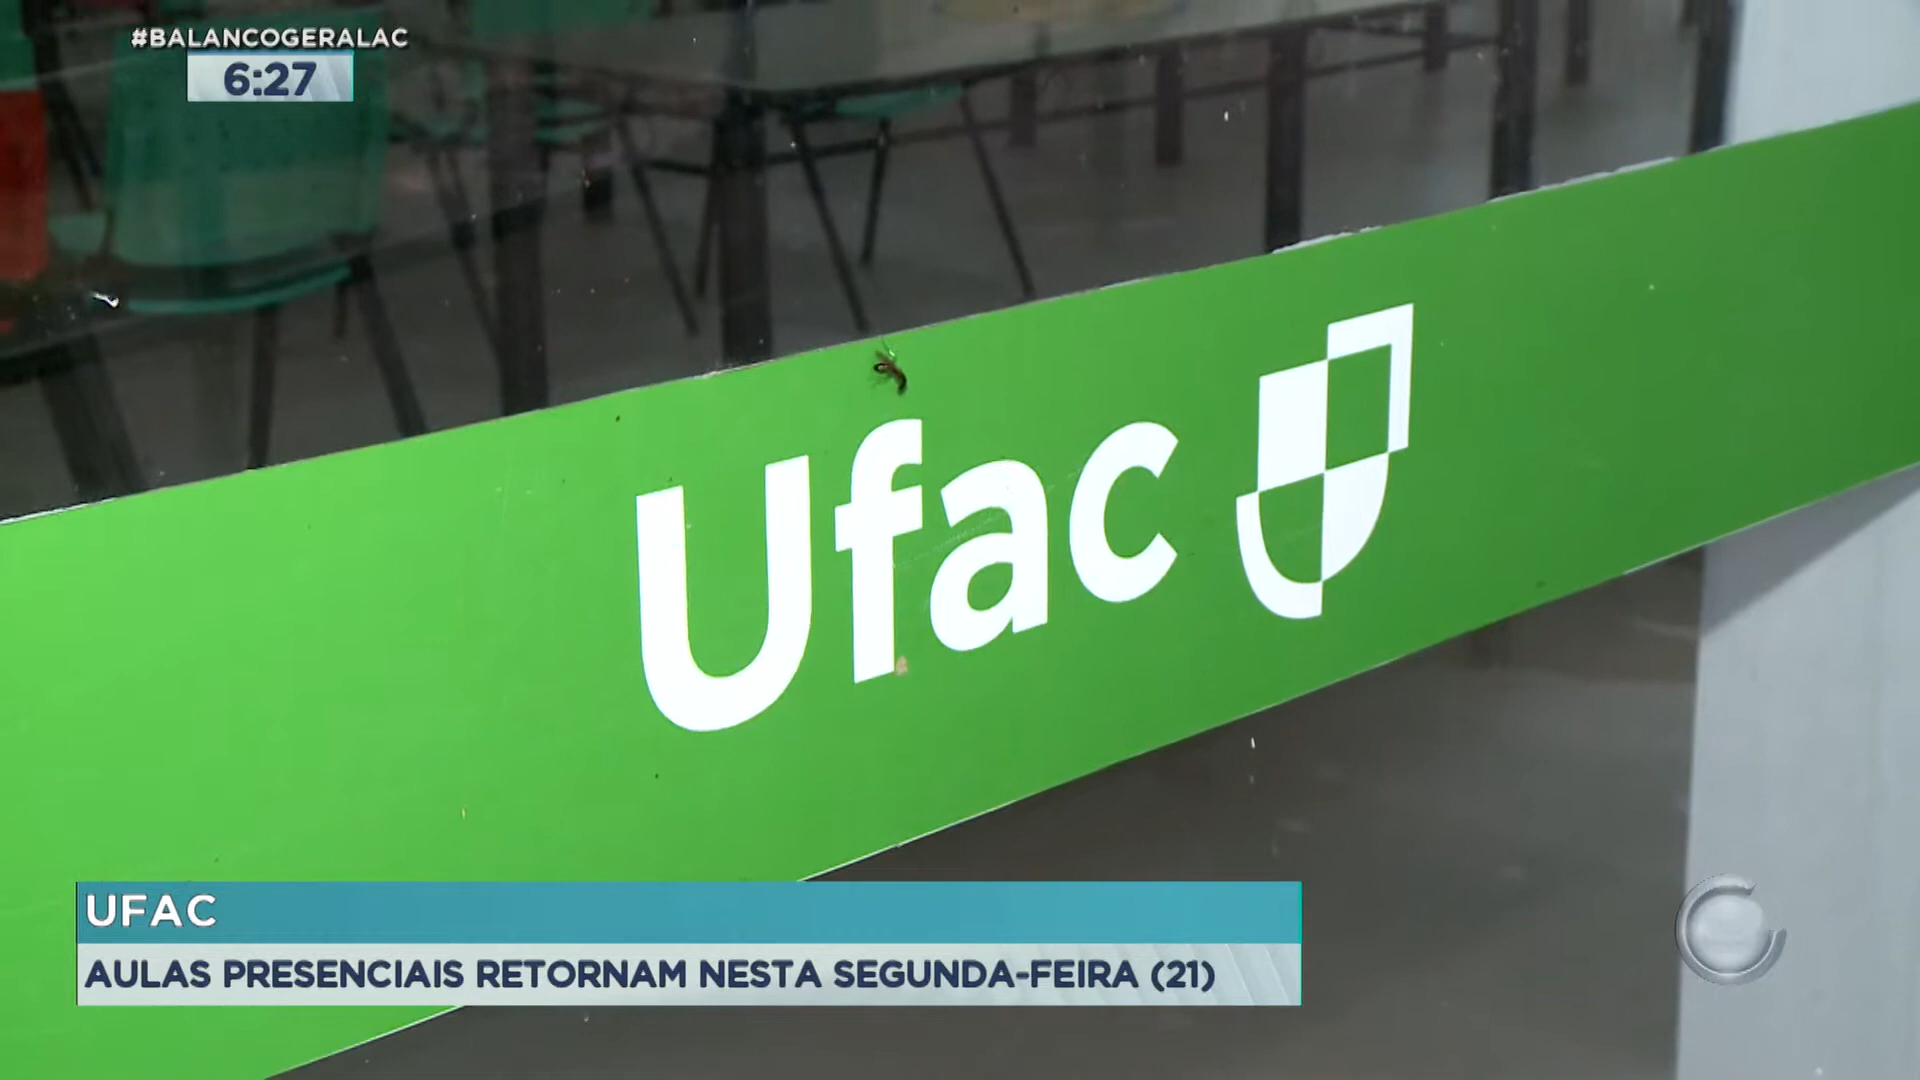 #BALANCOGERALAC
6:27
Ufac
UFAC
AULAS PRESENCIAIS RETORNAM NESTA SEGUNDA-FEIRA (21)